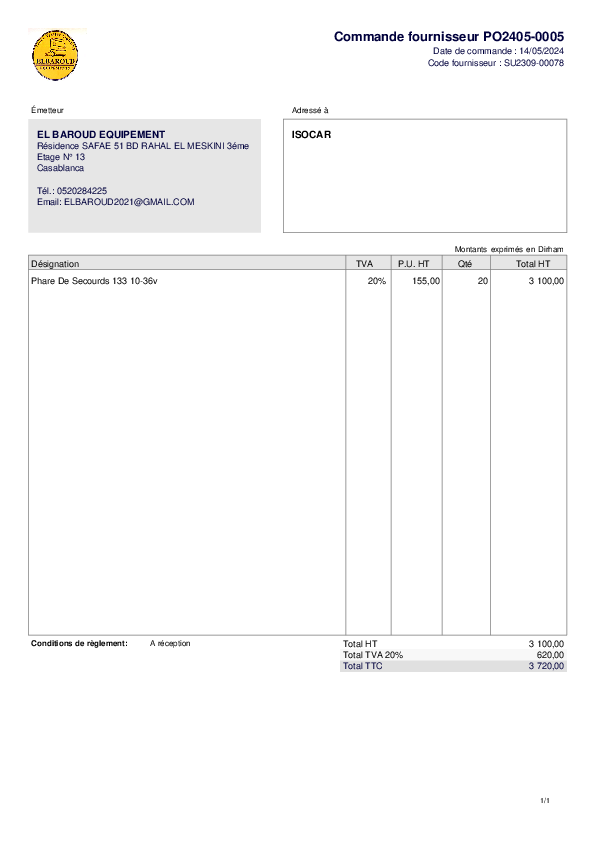 ELBAROUD
EQUIPEMENTS
Commande fournisseur PO2405-0005
Date de commande : 14/05/2024
Code fournisseur : SU2309-00078
Émetteur
Adressé à
EL BAROUD EQUIPEMENT
Résidence SAFAE 51 BD RAHAL EL MESKINI 3éme
Etage N° 13
Casablanca
Tél.: 0520284225
Email: ELBAROUD2021@GMAIL.COM
ISOCAR
Montants exprimés en Dirham
Désignation TVA P.U. HT Qté Total HT
Phare De Secourds 133 10-36v 20% 155,00 20 3 100,00
Conditions de règlement: A réception
Total HT 3 100,00
Total TVA 20% 620,00
Total TTC 3 720,00
1/1